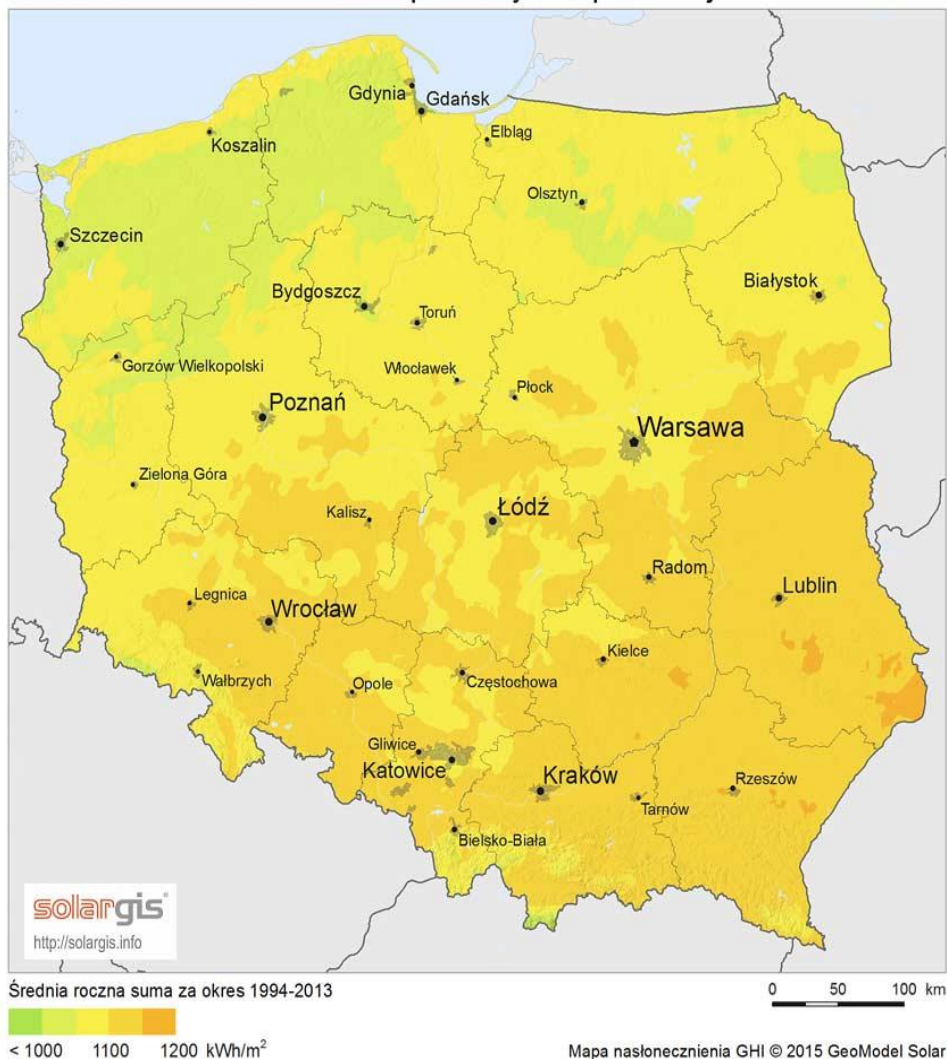 Gdynia
Gdańsk
Elbląg
Koszalin
Olsztyn
Szczecin
Białystok
Bydgoszcz
Toruń
Gorzów Wielkopolski
Włocławek
Płock
Poznań
Warsawa
Zielona Góra
Kalisz
Łódź
Radom
Legnica
Wrocław
Lublin
Kielce
Wałbrzych
Opole
Częstochowa
Gliwice
Katowice
Kraków
Rzeszów
Tarnów
Bielsko-Biała
solargis
http://solargis.info
Średnia roczna suma za okres 1994-2013
0 50 100 km
< 1000 1100 1200 kWh/m²
Mapa nasłonecznienia GHI © 2015 GeoModel Solar